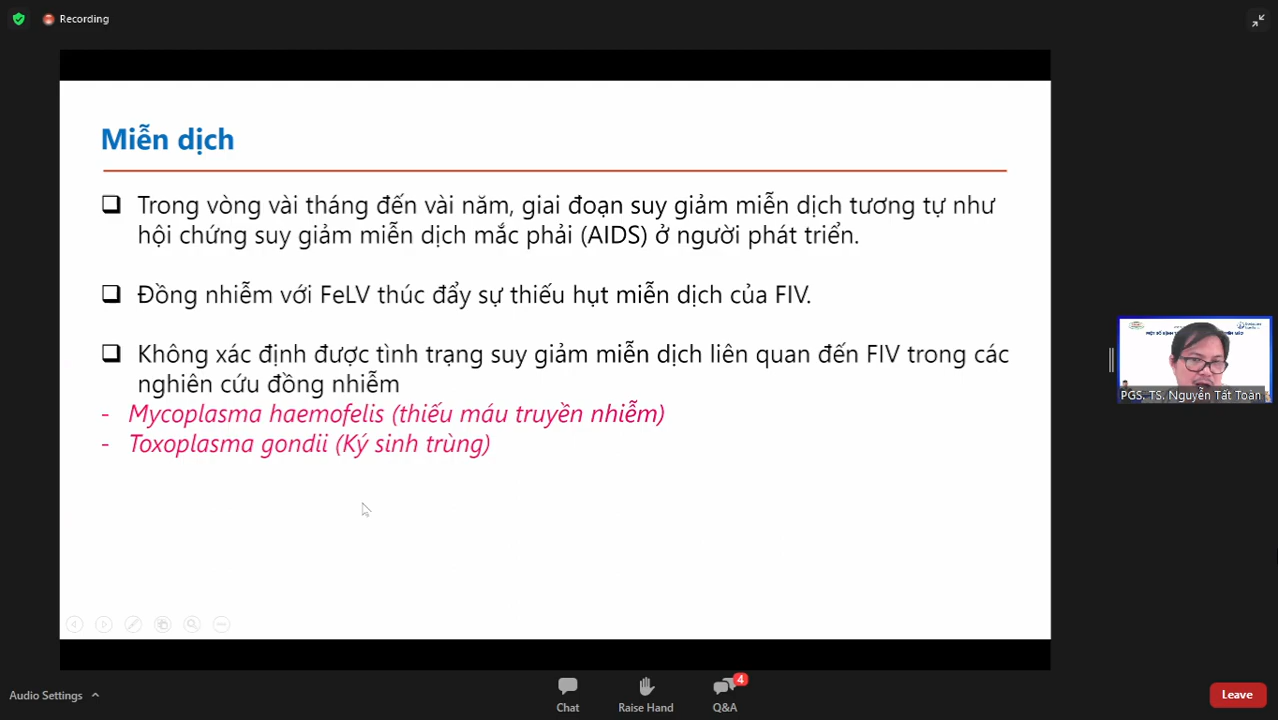 Recording
Miễn dịch
Trong vòng vài tháng đến vài năm, giai đoạn suy giảm miễn dịch tương tự như
hội chứng suy giảm miễn dịch mắc phải (AIDS) ở người phát triển.
Đồng nhiễm với FeLV thúc đẩy sự thiếu hụt miễn dịch của FIV.
Không xác định được tình trạng suy giảm miễn dịch liên quan đến FIV trong các
nghiên cứu đồng nhiễm
- Mycoplasma haemofelis (thiếu máu truyền nhiễm)
- Toxoplasma gondii (Ký sinh trùng)
PGS. TS. Nguyễn Tất Toàn
Audio Settings
Chat
Raise Hand
4
Q&A
Leave